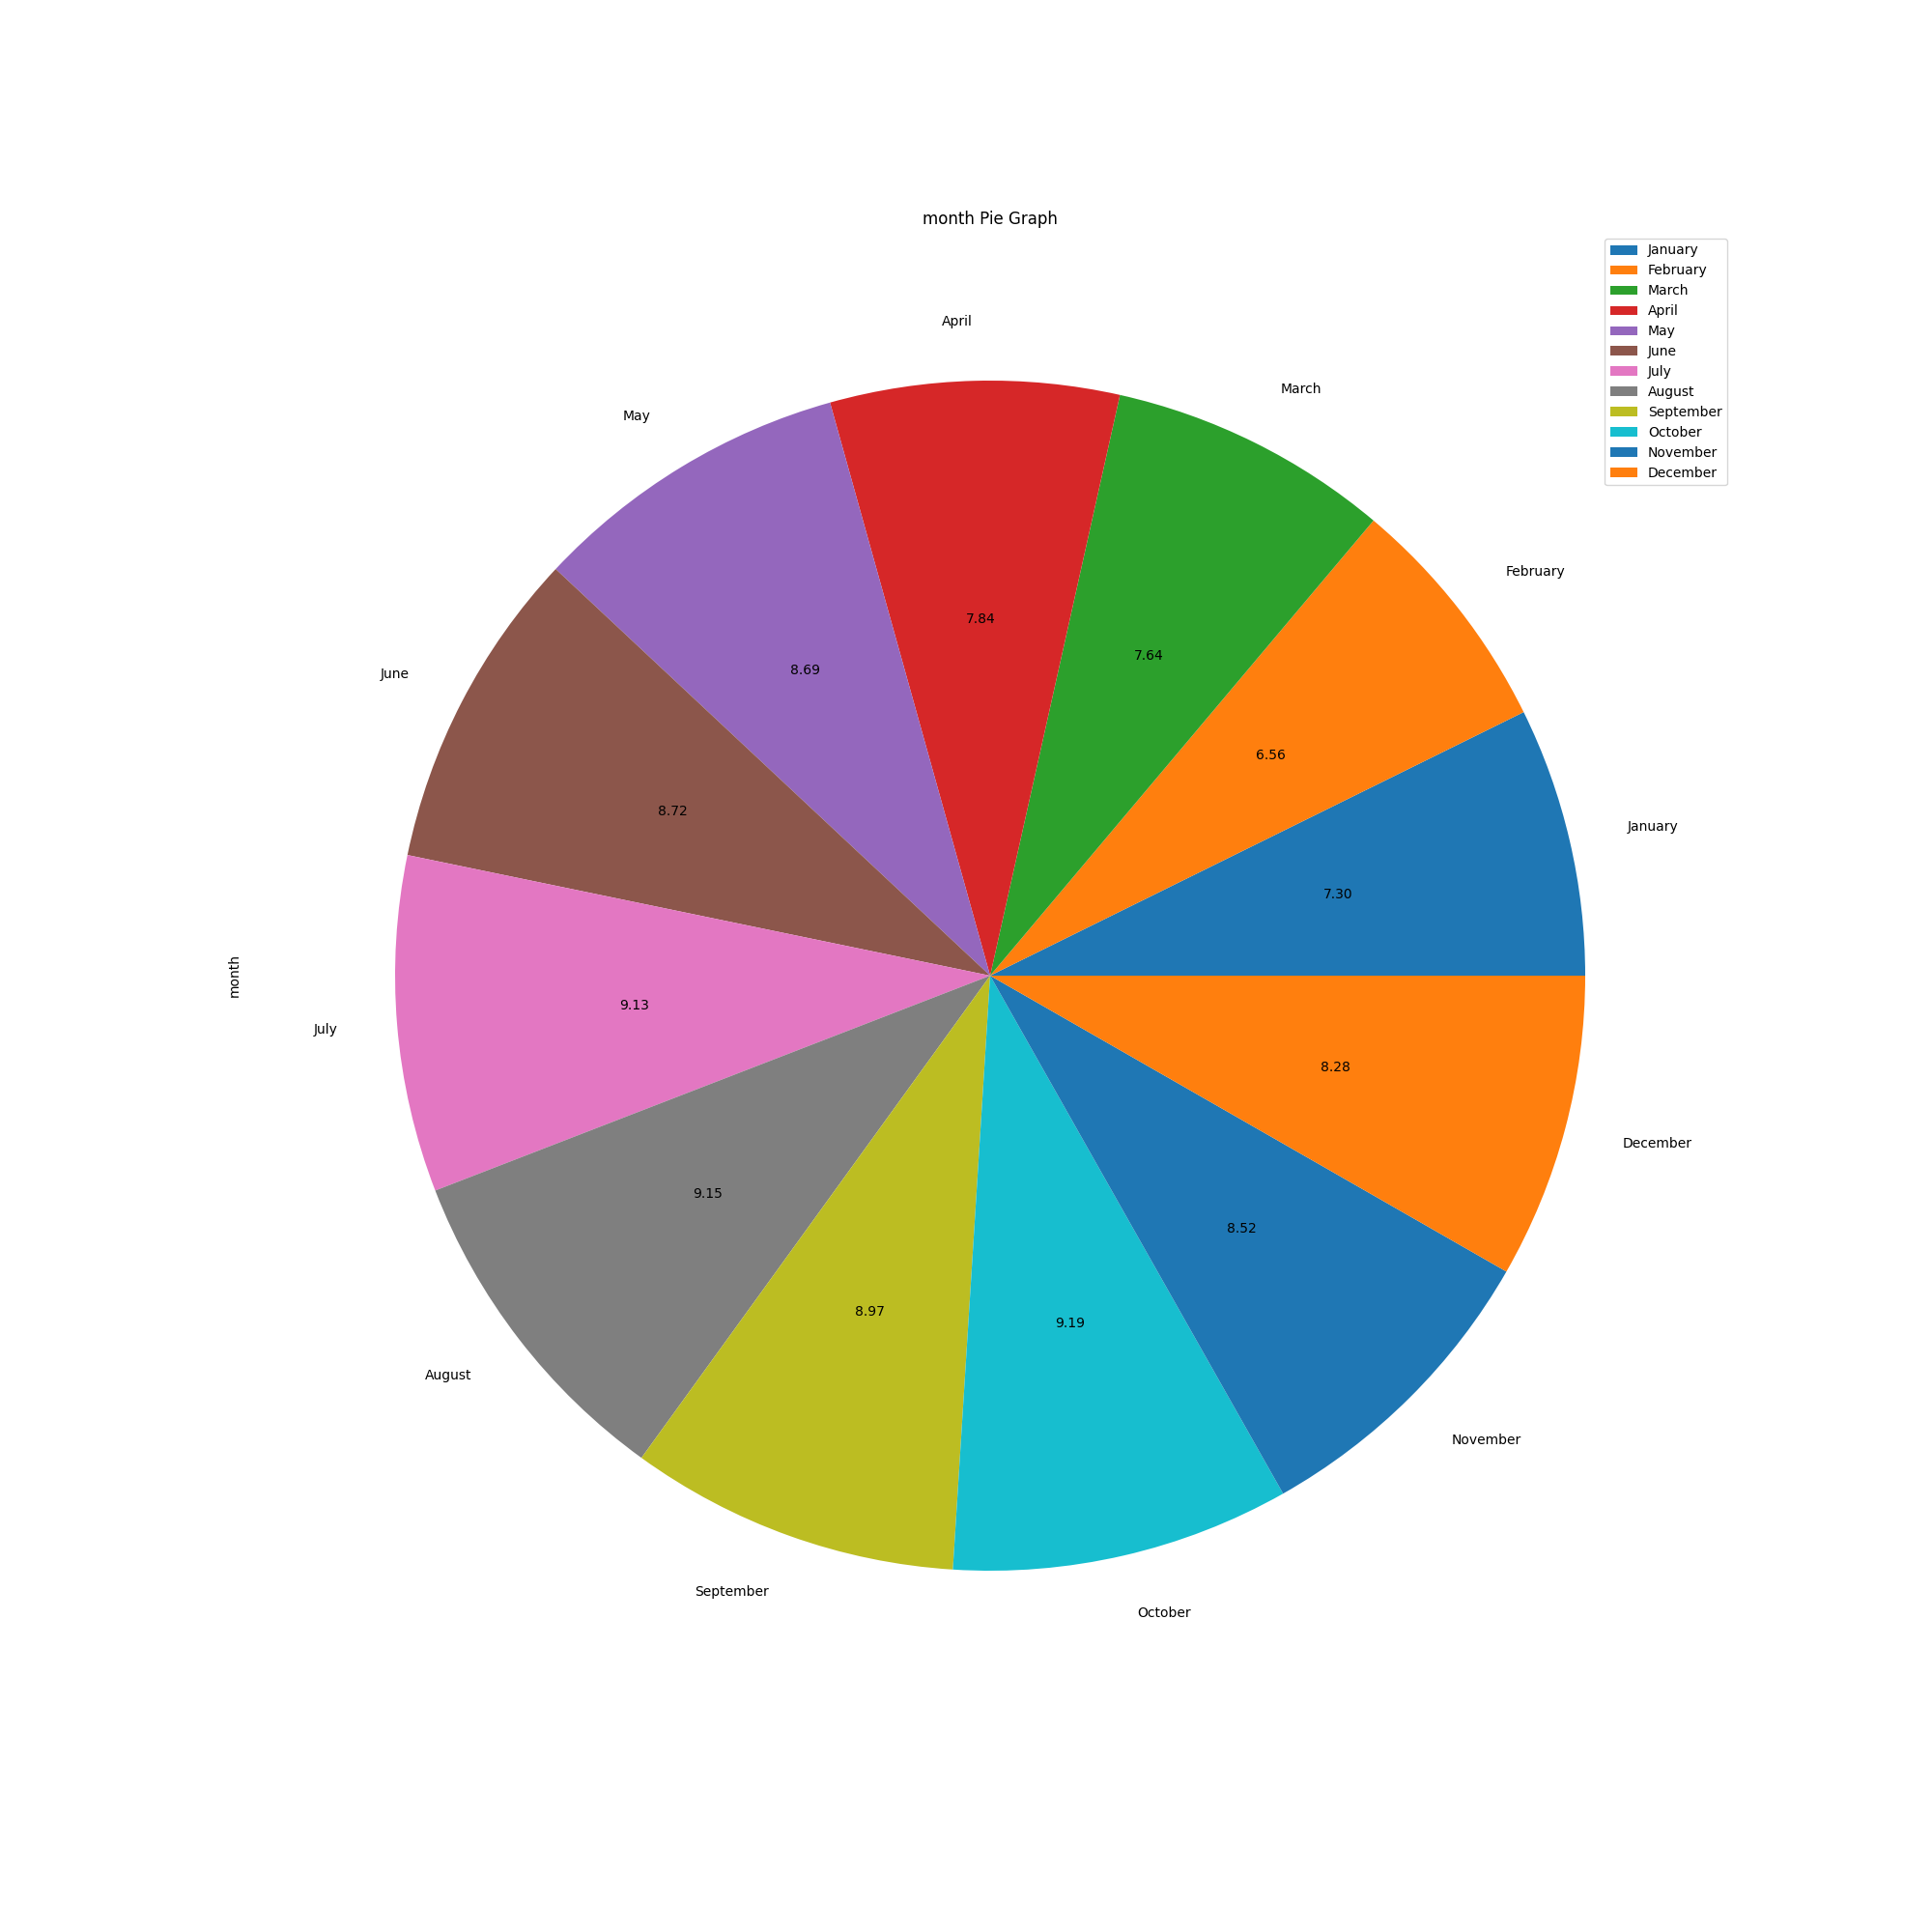 month Pie Graph
January
February
March
April
May
June
July
August
September
October
November
December
April
March
May
February
7.84
7.64
8.69
June
6.56
8.72
January
7.30
month
9.13
July
8.28
December
9.15
8.52
8.97
9.19
August
November
September
October